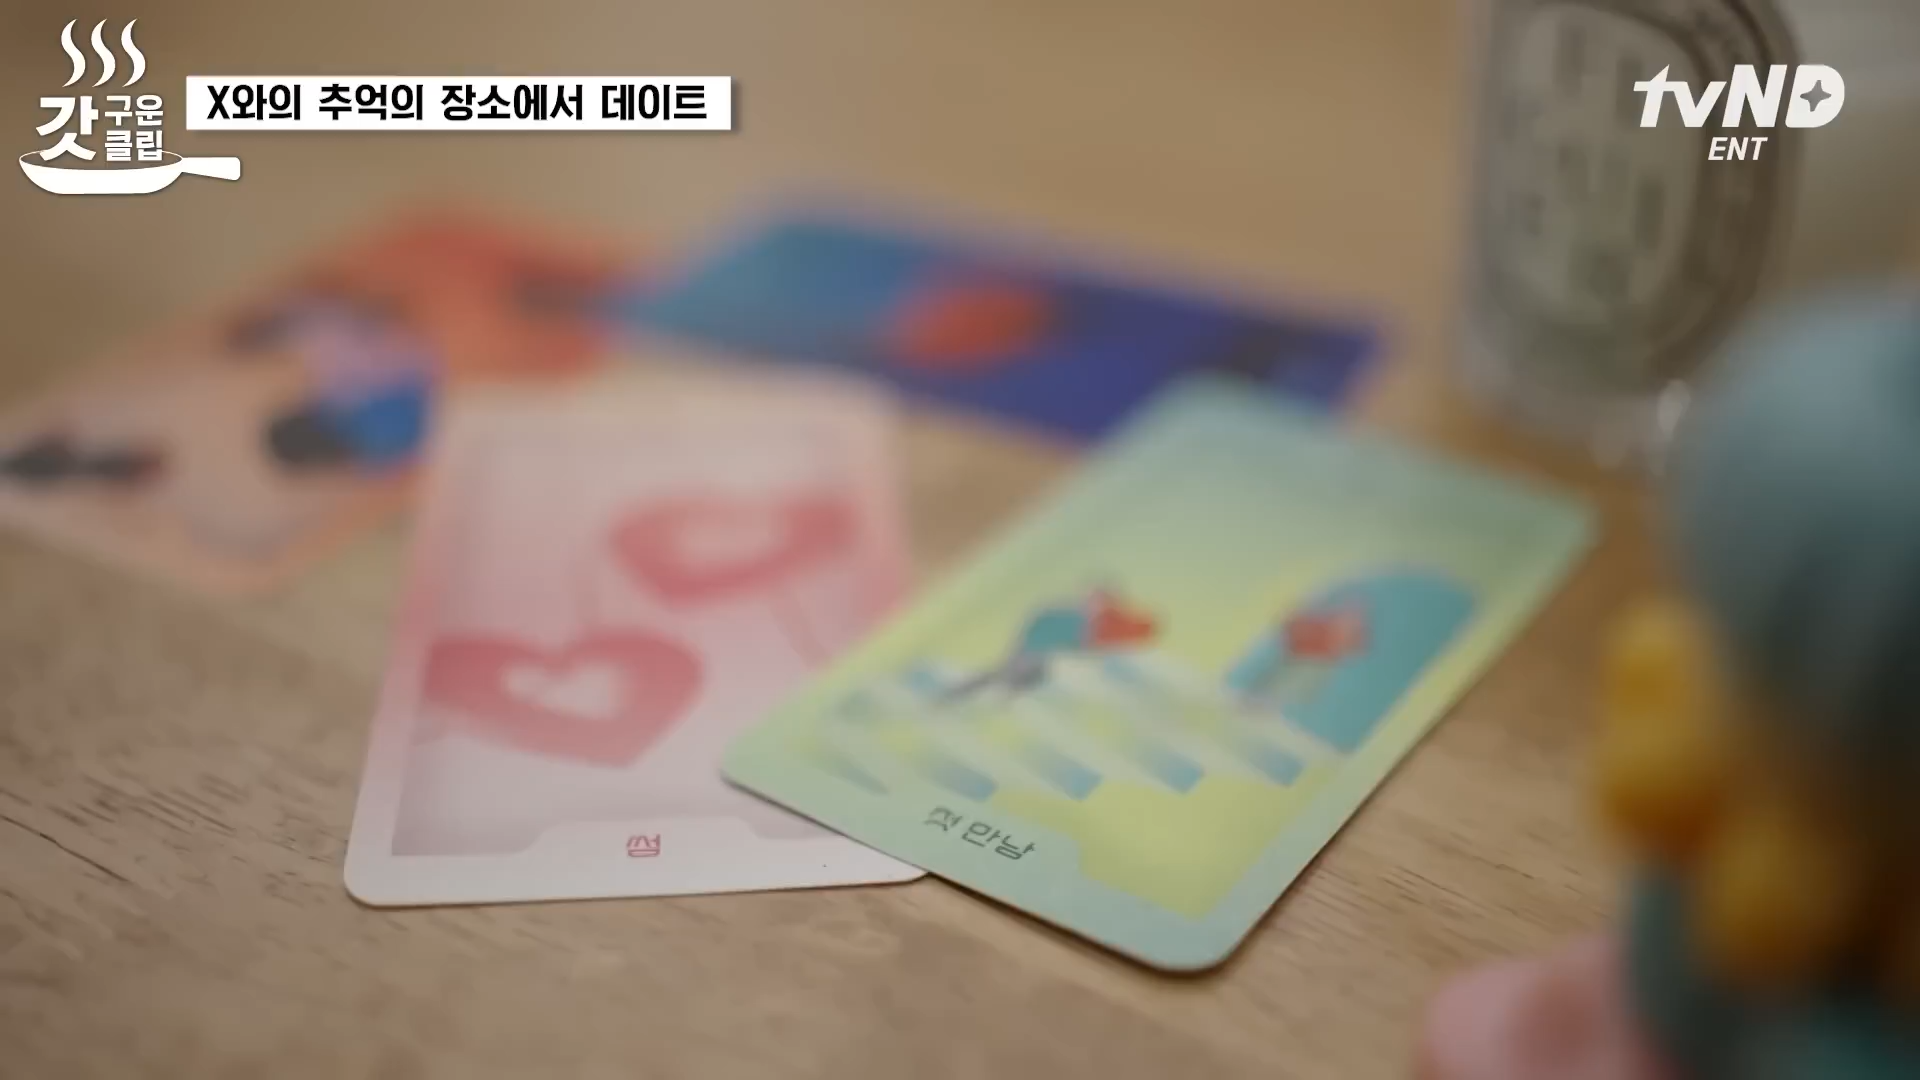 갓
구운
클립
X와의 추억의 장소에서 데이트
tvND
ENT
썸
첫 만남